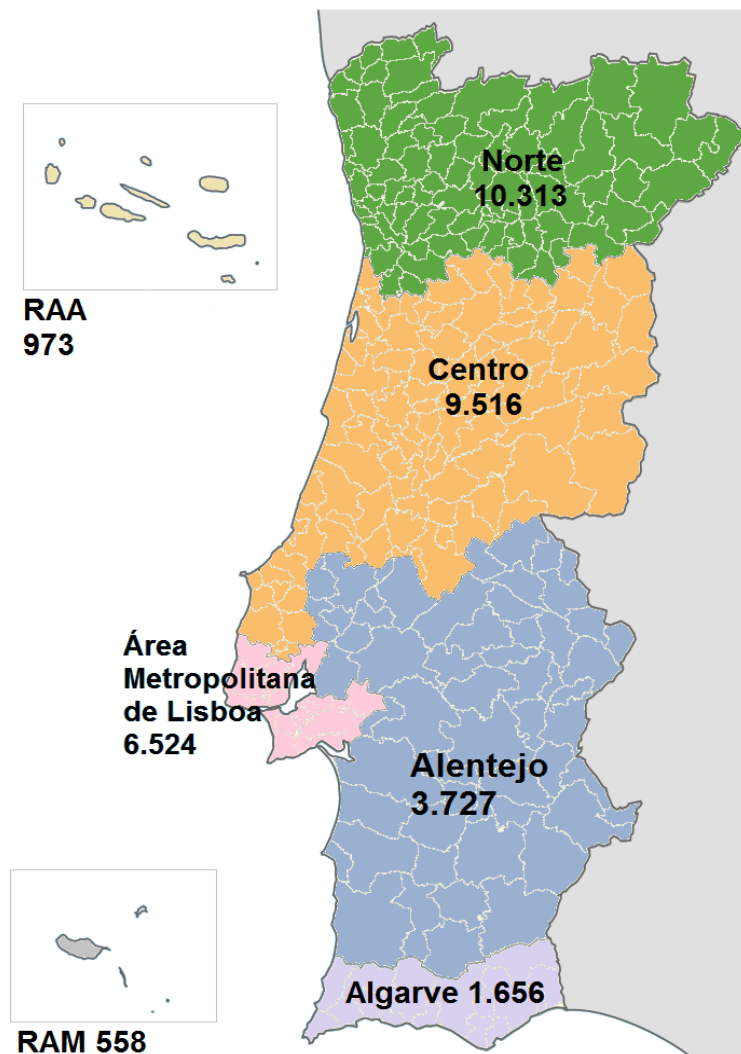 Norte
10.313
RAA
973
Centro
9.516
Área
Metropolitana
de Lisboa
6.524
Alentejo
3.727
Algarve 1.656
RAM 558